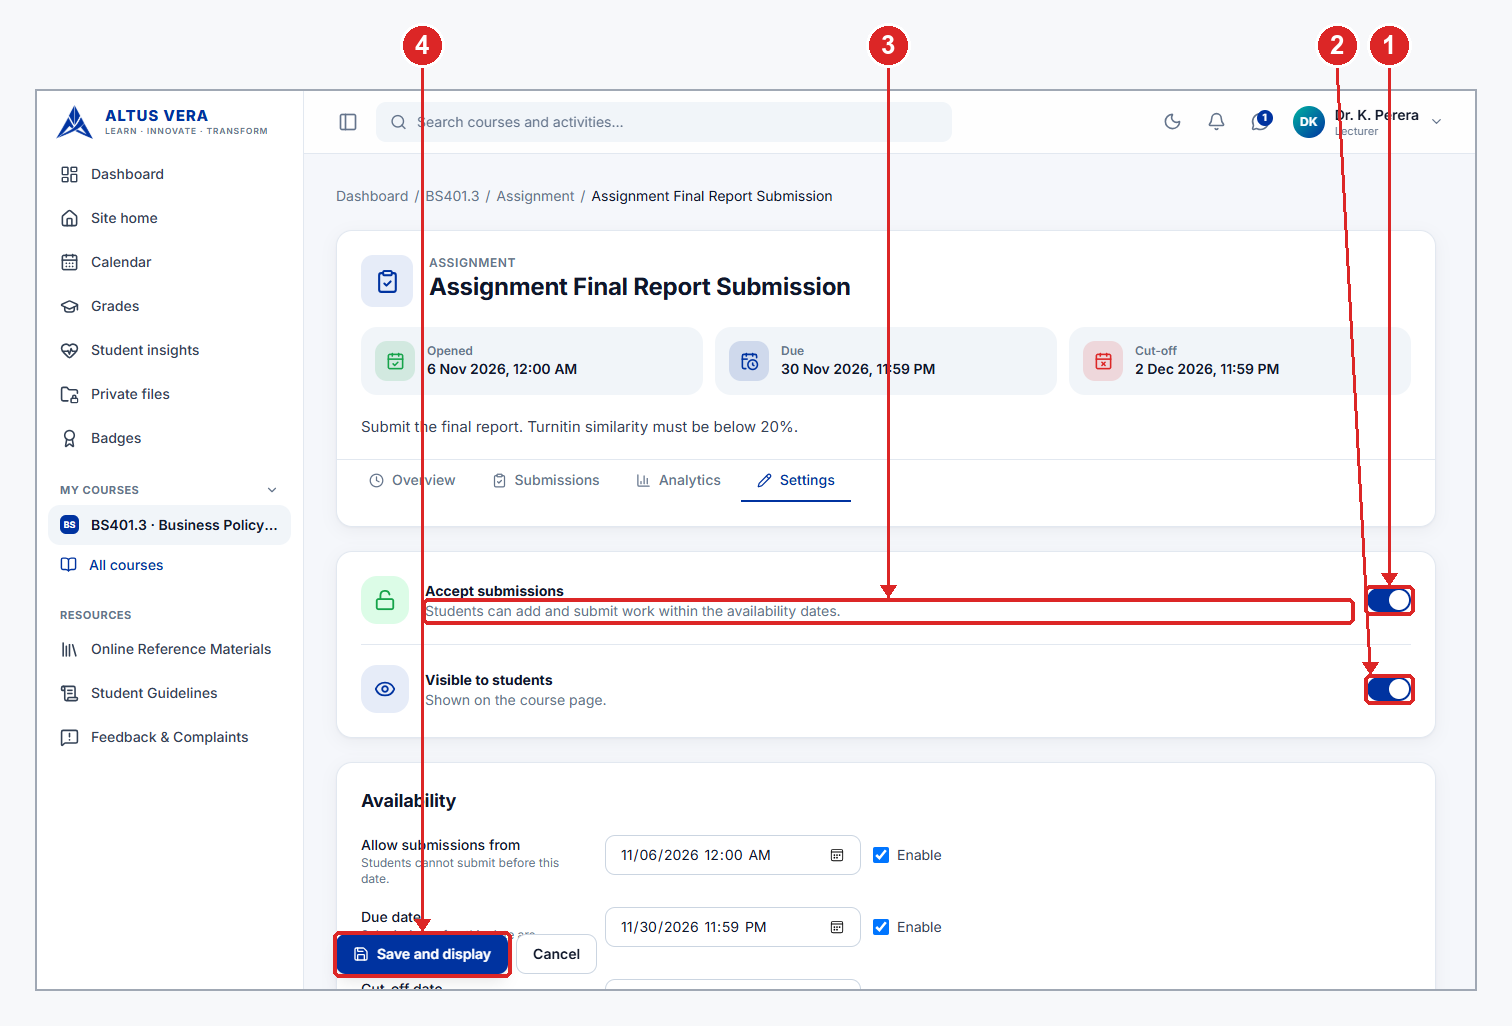 4
3
2
1
ALTUS VERA
LEARN · INNOVATE · TRANSFORM
Search courses and activities...
1
DK
Dr. K. Perera
Lecturer
Dashboard
Site home
Calendar
Grades
Student insights
Private files
Badges
MY COURSES
BS
BS401.3 · Business Policy...
All courses
RESOURCES
Online Reference Materials
Student Guidelines
Feedback & Complaints
Dashboard / BS401.3 / Assignment / Assignment Final Report Submission
ASSIGNMENT
Assignment Final Report Submission
Opened
6 Nov 2026, 12:00 AM
Due
30 Nov 2026, 11:59 PM
Cut-off
2 Dec 2026, 11:59 PM
Submit the final report. Turnitin similarity must be below 20%.
Overview
Submissions
Analytics
Settings
Accept submissions
Students can add and submit work within the availability dates.
Visible to students
Shown on the course page.
Availability
Allow submissions from
Students cannot submit before this
date.
11/06/2026 12:00 AM
Enable
Due date
11/30/2026 11:59 PM
Enable
Save and display
Cancel
Cut-off date